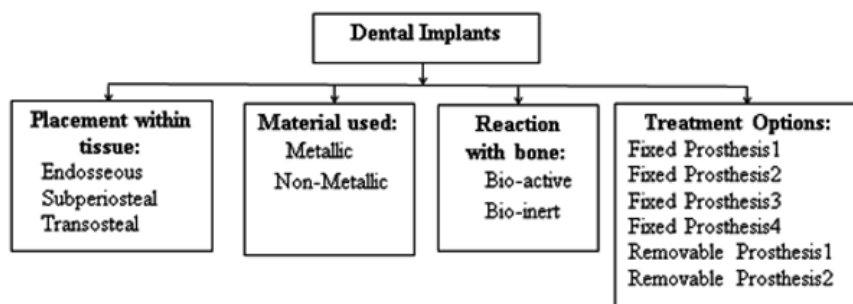 Dental Implants
Placement within
tissue:
Endosseous
Subperiosteal
Transosteal
Material used:
Metallic
Non-Metallic
Reaction
with bone:
Bio-active
Bio-inert
Treatment Options:
Fixed Prosthesis1
Fixed Prosthesis2
Fixed Prosthesis3
Fixed Prosthesis4
Removable Prosthesis1
Removable Prosthesis2